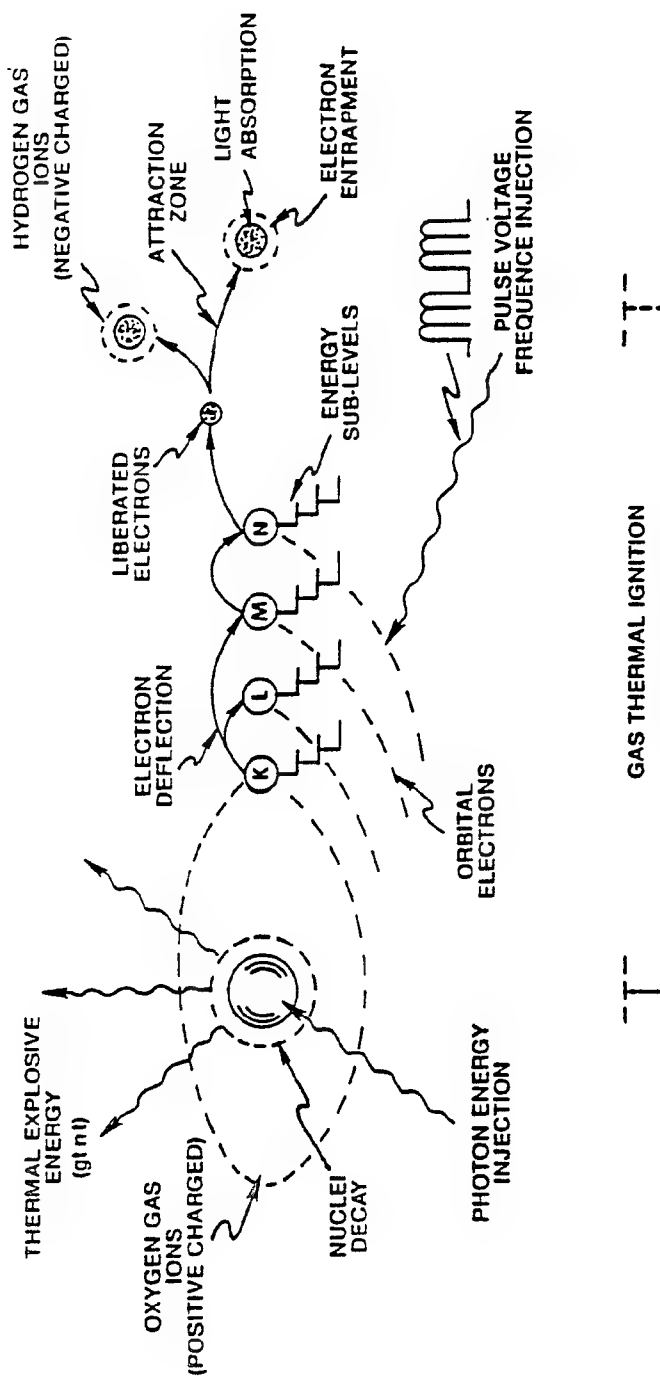 THERMAL EXPLOSIVE
ENERGY
(gt nt)
OXYGEN GAS
IONS
(POSITIVE CHARGED)
NUCLEI
DECAY
PHOTON ENERGY
INJECTION
ELECTRON
DEFLECTION
LIBERATED
ELECTRONS
HYDROGEN GAS
IONS
(NEGATIVE CHARGED)
ATTRACTION
ZONE
LIGHT
ABSORPTION
ELECTRON
ENTRAPMENT
K
L
M
N
ENERGY
SUB-LEVELS
ORBITAL
ELECTRONS
PULSE VOLTAGE
FREQUENCE INJECTION
GAS THERMAL IGNITION